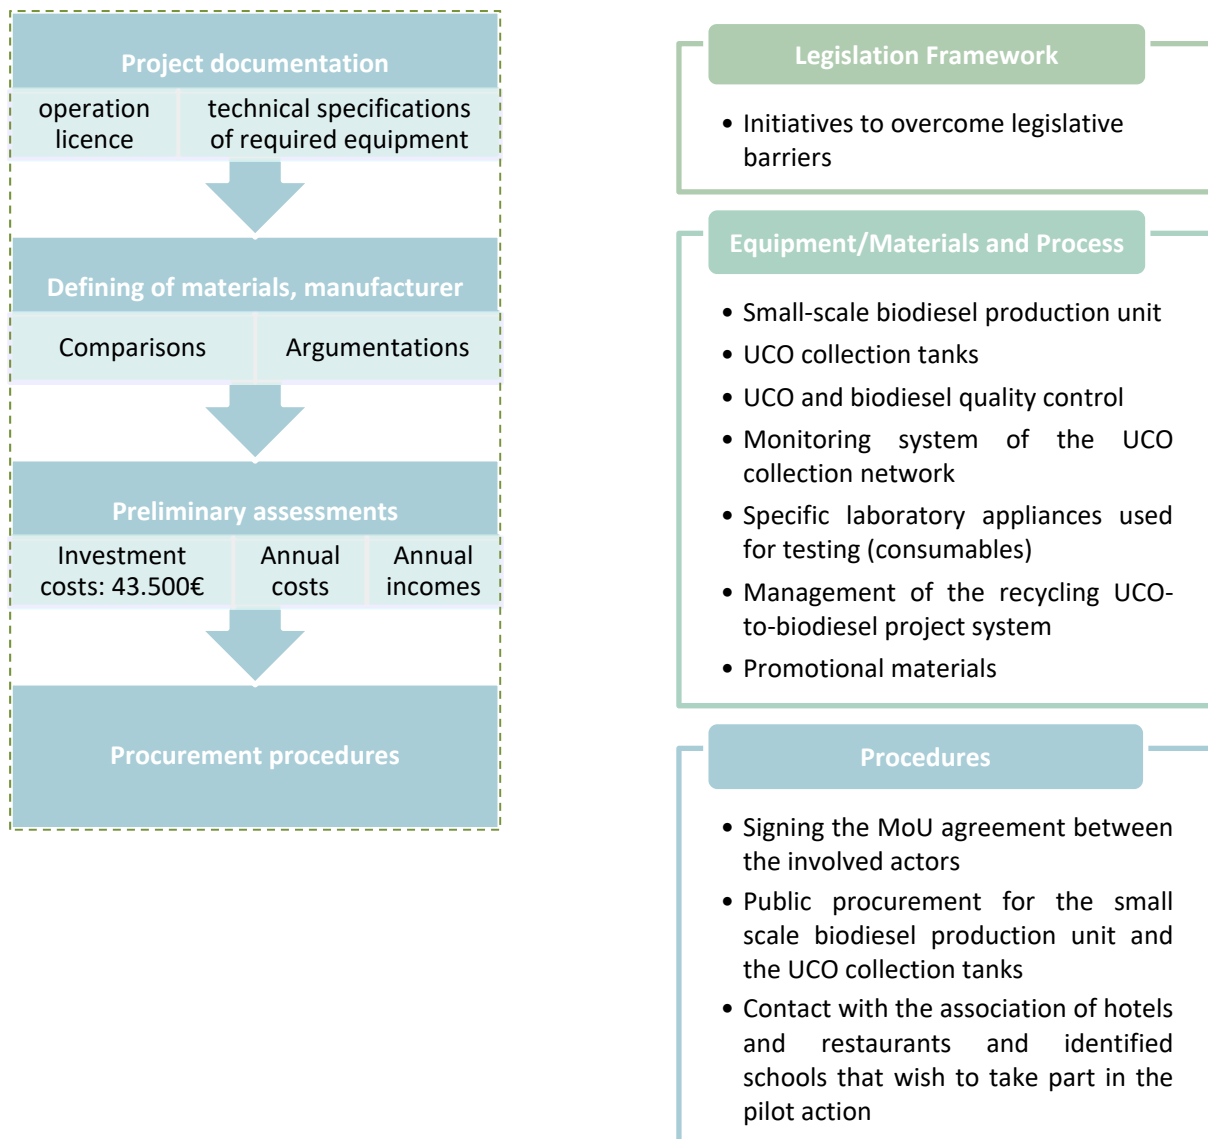 Project documentation
operation
licence
technical specifications
of required equipment
Defining of materials, manufacturer
Comparisons
Argumentations
Preliminary assessments
Investment
costs: 43.500€
Annual
costs
Annual
incomes
Procurement procedures
Legislation Framework
• Initiatives to overcome legislative
barriers
Equipment/Materials and Process
• Small-scale biodiesel production unit
• UCO collection tanks
• UCO and biodiesel quality control
• Monitoring system of the UCO
collection network
• Specific laboratory appliances used
for testing (consumables)
• Management of the recycling UCO-
to-biodiesel project system
• Promotional materials
Procedures
• Signing the MoU agreement between
the involved actors
• Public procurement for the small
scale biodiesel production unit and
the UCO collection tanks
• Contact with the association of hotels
and restaurants and identified
schools that wish to take part in the
pilot action